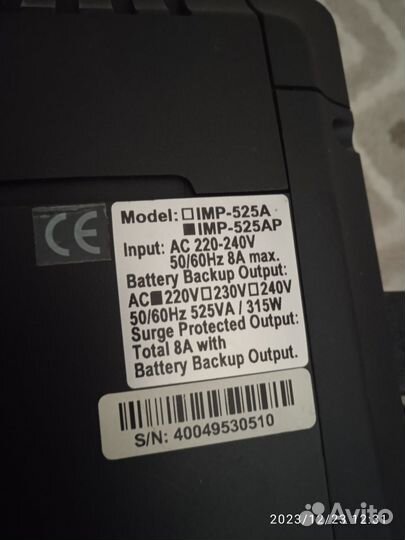 CE
Model: □IMP-525A
■IMP-525AP
Input: AC 220-240V
50/60Hz 8A max.
Battery Backup Output:
AC■220V□230V□240V
50/60Hz 525VA / 315W
Surge Protected Output:
Total 8A with
Battery Backup Output.
S/N: 40049530510
Avito
2023/12/23 12:31